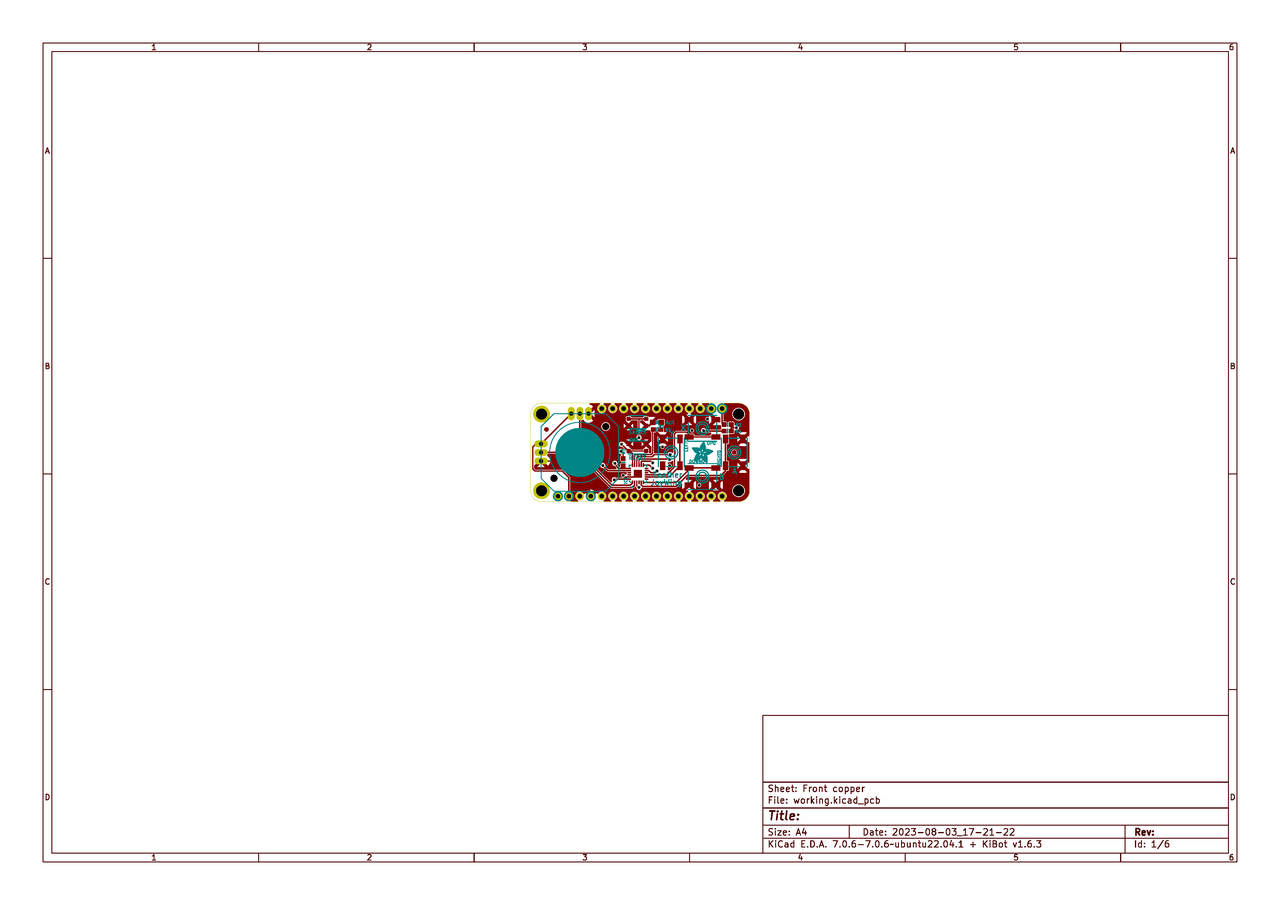 1 2 3 4 5 6
A A
B B
C C
D D
Sheet: Front copper
File: working.kicad_pcb
Title:
Size: A4 Date: 2023-08-03_17-21-22 Rev:
KiCad E.D.A. 7.0.6-7.0.6~ubuntu22.04.1 + KiBot v1.6.3 Id: 1/6
1 2 3 4 5 6